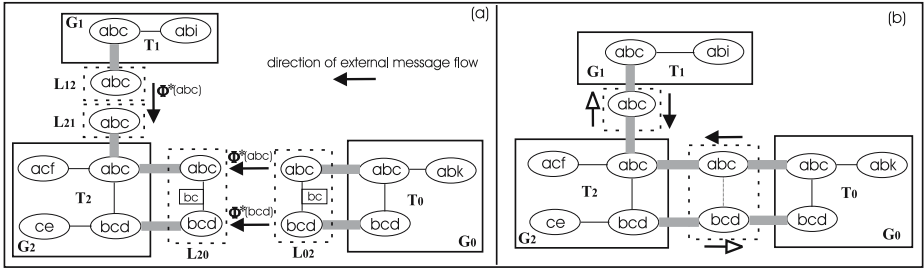 (a)
G1
abc
abi
T1
L12
abc
Φ*(abc)
direction of external message flow
L21
abc
acf
abc
abc
Φ*(abc)
abc
abc
abk
T2
bc
bc
T0
ce
bcd
bcd
Φ*(bcd)
bcd
bcd
G2
L20
L02
G0
(b)
abc
abi
G1
T1
abc
acf
abc
abc
abc
abk
T2
T0
ce
bcd
bcd
bcd
G2
G0